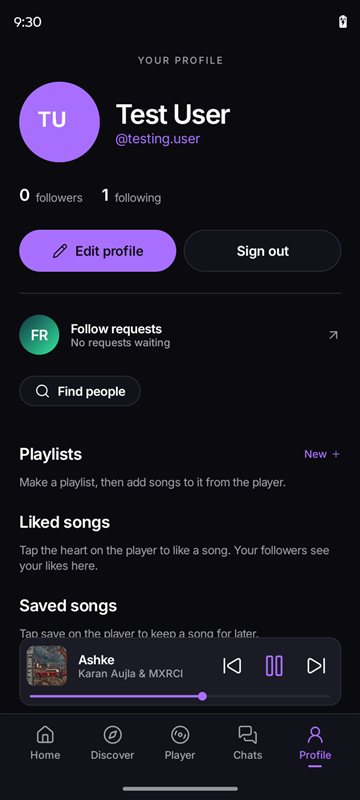 9:30
YOUR PROFILE
TU
Test User
@testing.user
0 followers 1 following
Edit profile
Sign out
FR
Follow requests
No requests waiting
Find people
Playlists
New +
Make a playlist, then add songs to it from the player.
Liked songs
Tap the heart on the player to like a song. Your followers see
your likes here.
Saved songs
Tap save on the player to keep a song for later.
Ashke
Karan Aujla & MXRCI
Home
Discover
Player
Chats
Profile